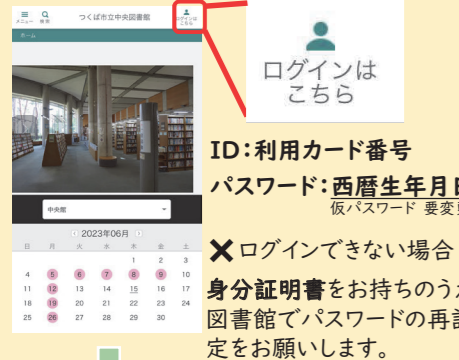 メニュー 検索 つくば市立中央図書館 ログインはこちら
ホーム
中央館
2023年06月
日 月 火 水 木 金 土
1 2 3
4 5 6 7 8 9 10
11 12 13 14 15 16 17
18 19 20 21 22 23 24
25 26 27 28 29 30
ログインは
こちら
ID:利用カード番号
パスワード:西暦生年月
仮パスワード 要変
✖ログインできない場合
身分証明書をお持ちのうえ
図書館でパスワードの再設
定をお願いします。